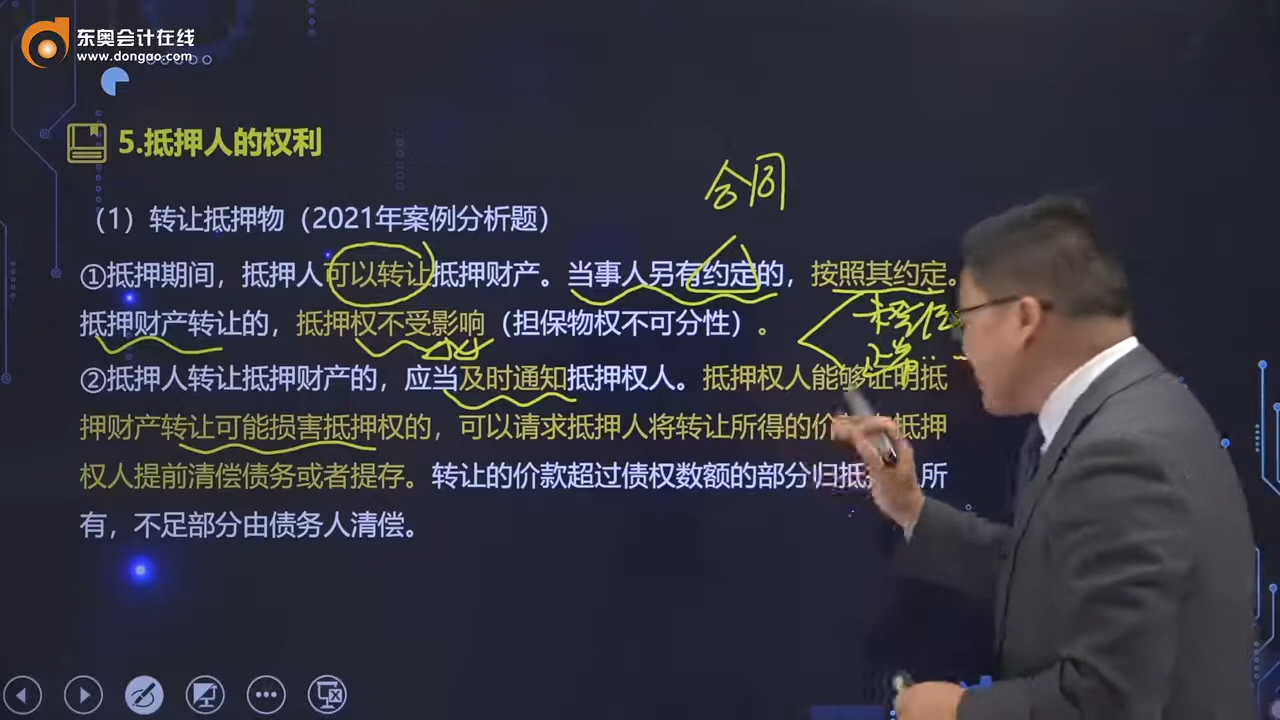 东奥会计在线
www.dongao.com
5.抵押人的权利
合同
（1）转让抵押物（2021年案例分析题）
①抵押期间，抵押人可以转让抵押财产。当事人另有约定的，按照其约定。
抵押财产转让的，抵押权不受影响（担保物权不可分性）。
②抵押人转让抵押财产的，应当及时通知抵押权人。抵押权人能够证明抵
押财产转让可能损害抵押权的，可以请求抵押人将转让所得的价 抵押
权人提前清偿债务或者提存。转让的价款超过债权数额的部分归抵 所
有，不足部分由债务人清偿。